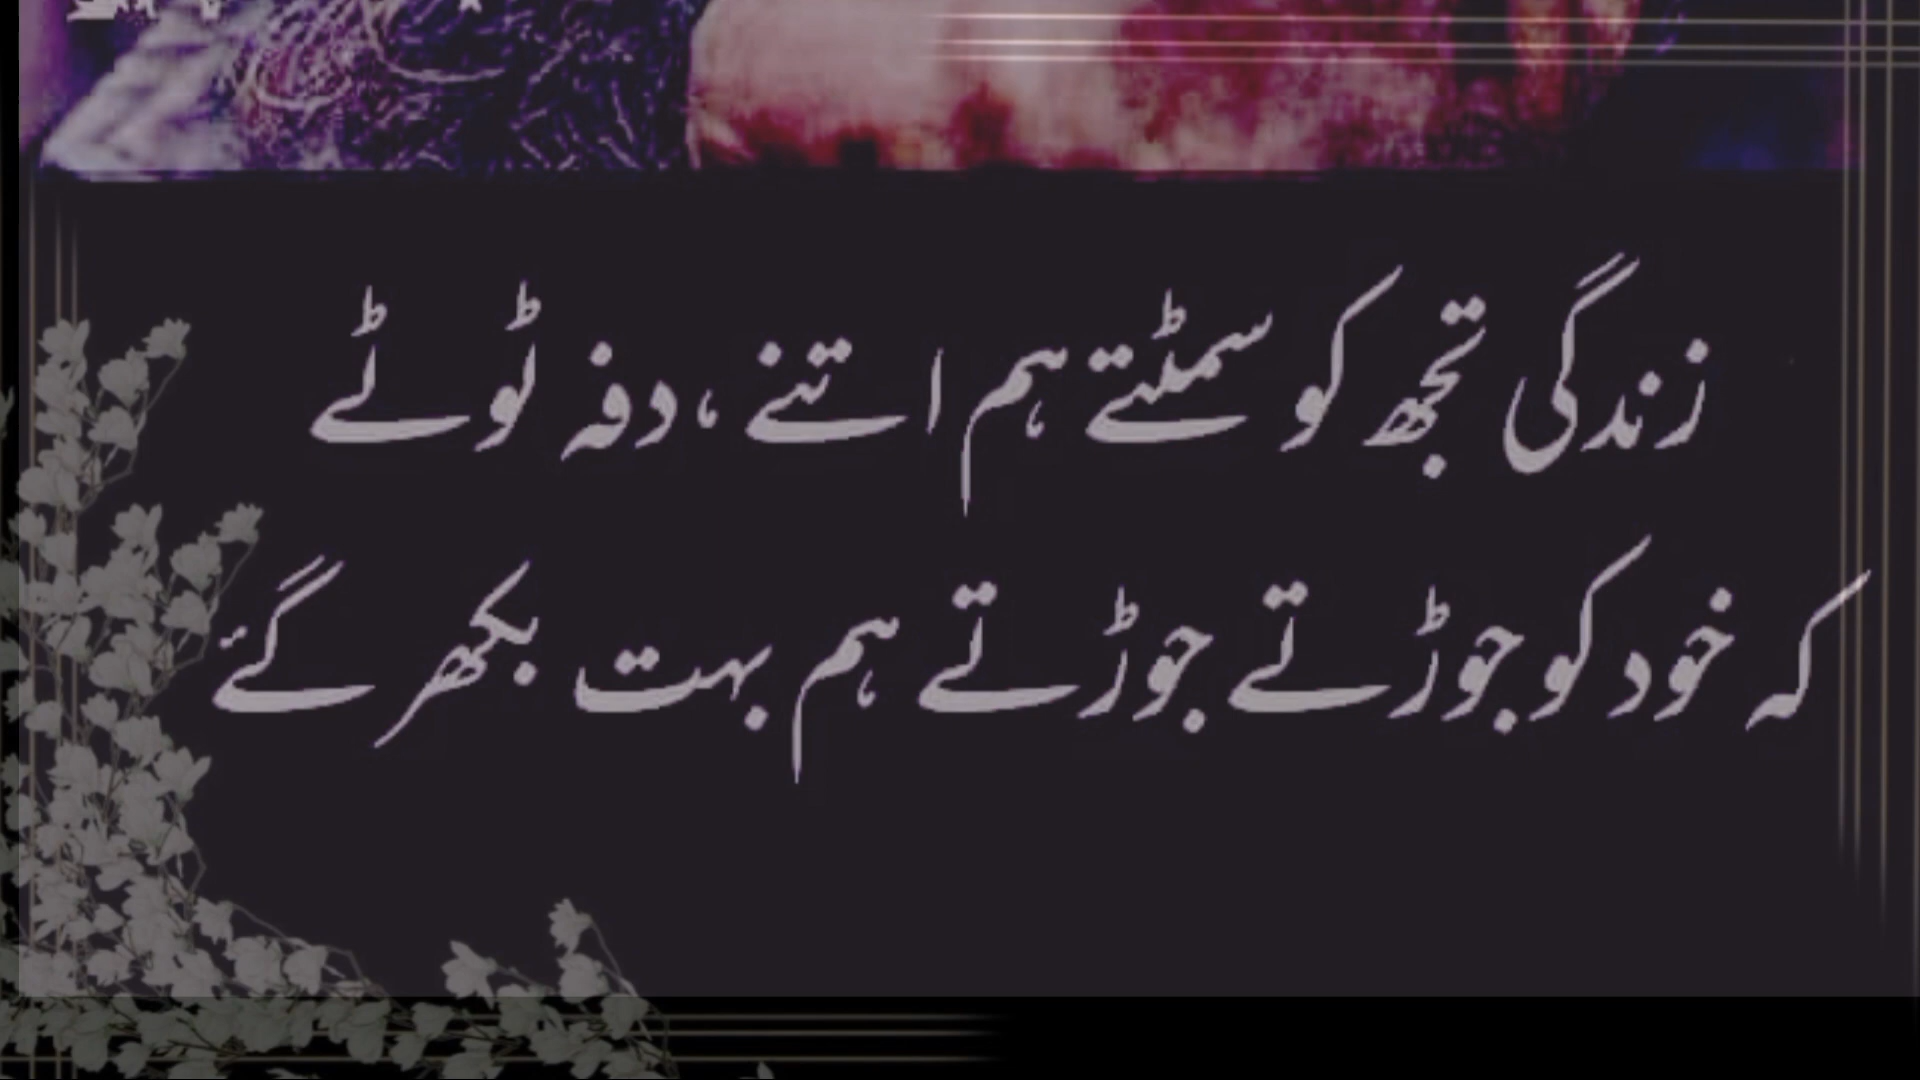 زندگی تجھ کو سمٹتے ہم اتنے ، دفہ ٹوٹے
کہ خود کو جوڑتے جوڑتے ہم بہت بکھر گئے